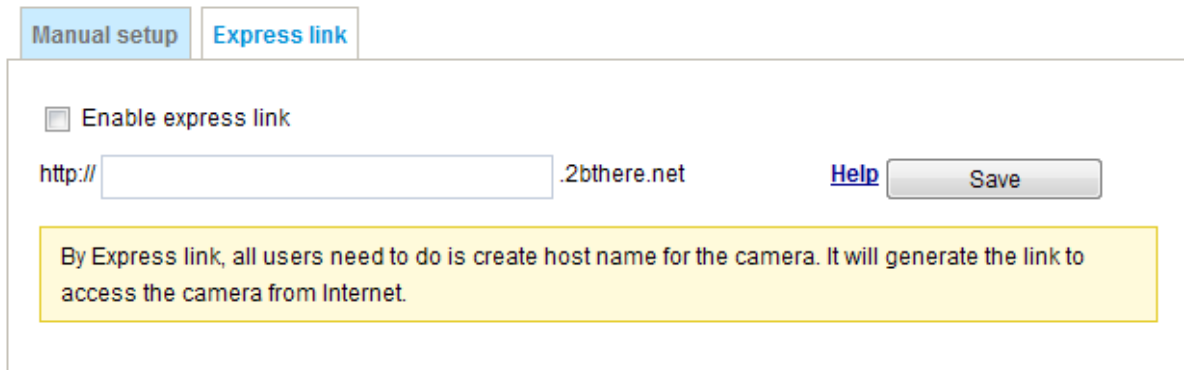 Manual setup Express link
Enable express link
http:// .2bthere.net Help Save
By Express link, all users need to do is create host name for the camera. It will generate the link to
access the camera from Internet.